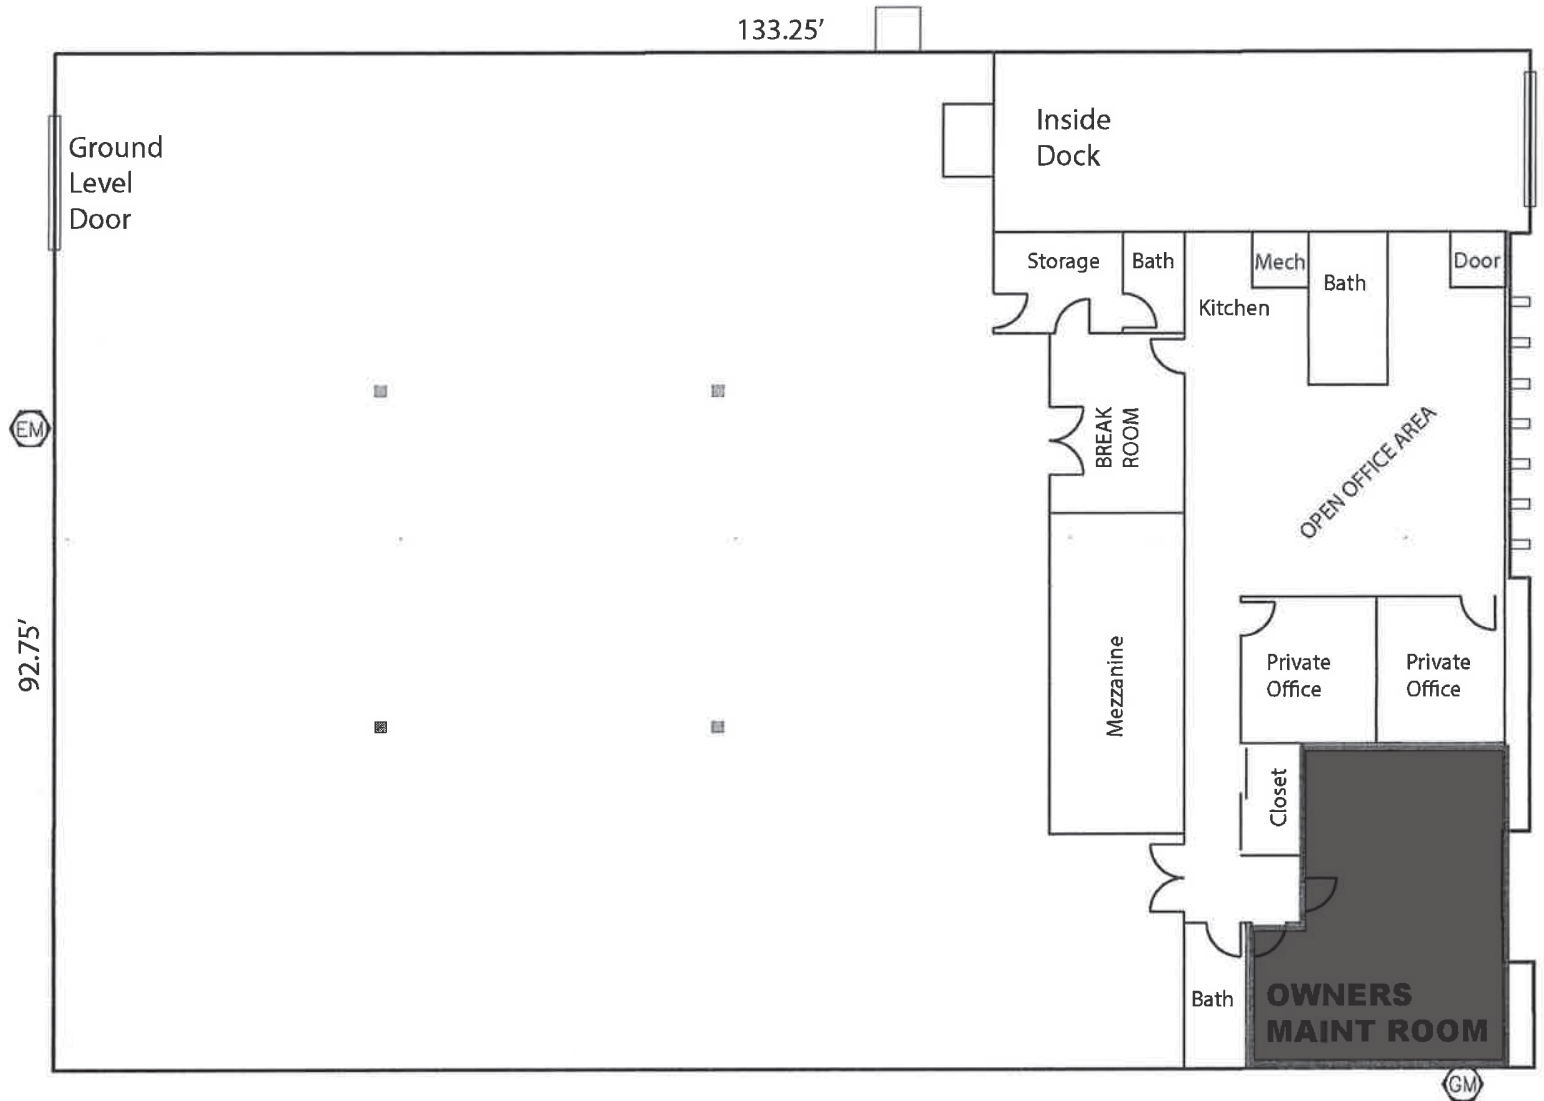 133.25'
Ground
Level
Door
Inside
Dock
Storage
Bath
Mech
Bath
Door
Kitchen
EM
BREAK
ROOM
OPEN OFFICE AREA
92.75'
Mezzanine
Private
Office
Private
Office
Closet
Bath
OWNERS
MAINT ROOM
GM